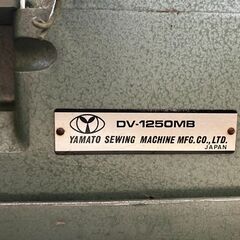 DV-1250MB
YAMATO SEWING MACHINE MFG.CO.,LTD.
JAPAN